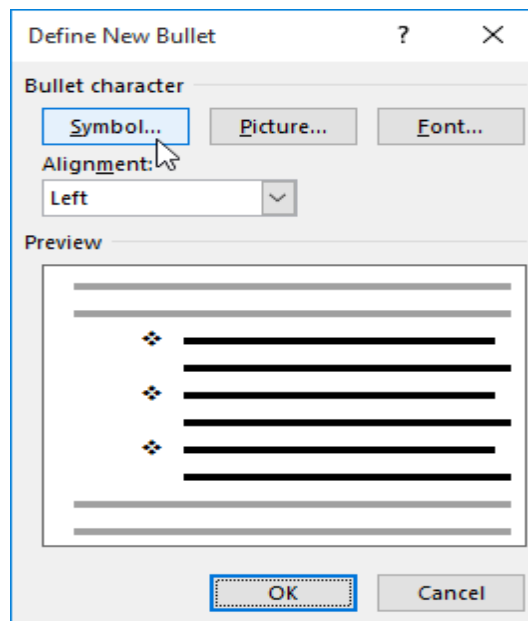 Define New Bullet ?
Bullet character
Symbol... Picture... Font...
Alignment:
Left
Preview
OK Cancel